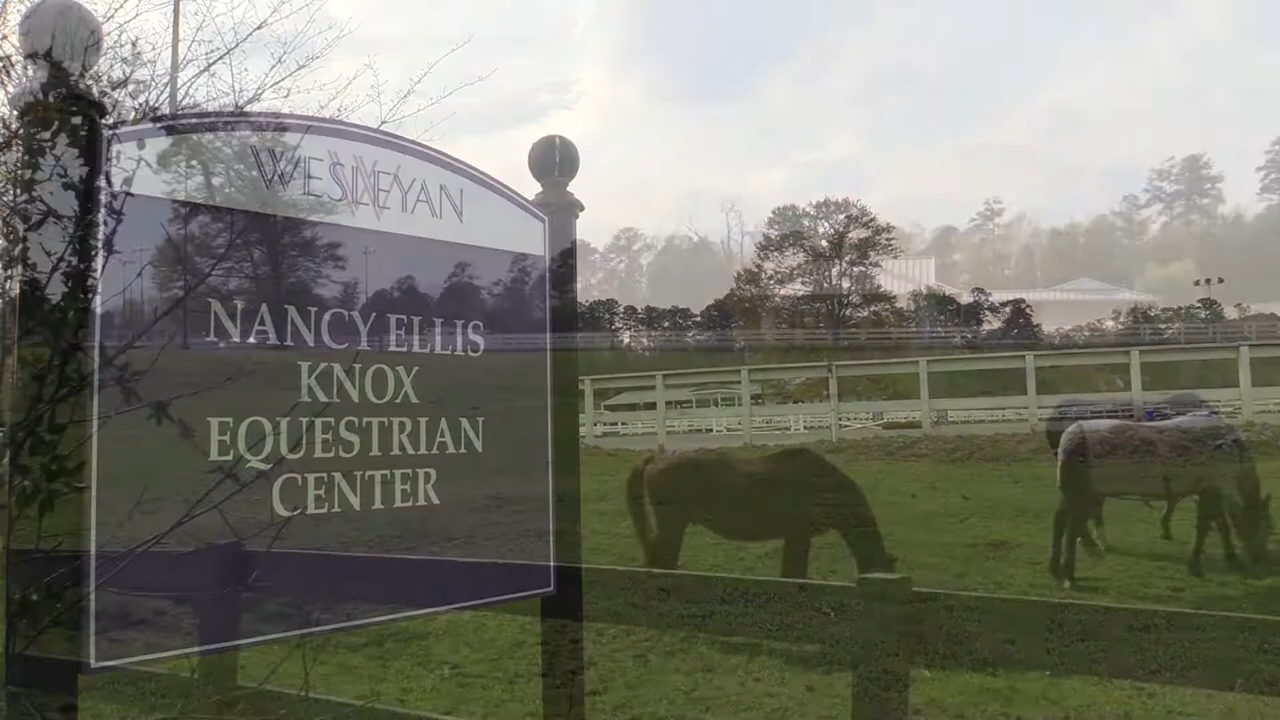 WESLEYAN
NANCY ELLIS
KNOX
EQUESTRIAN
CENTER